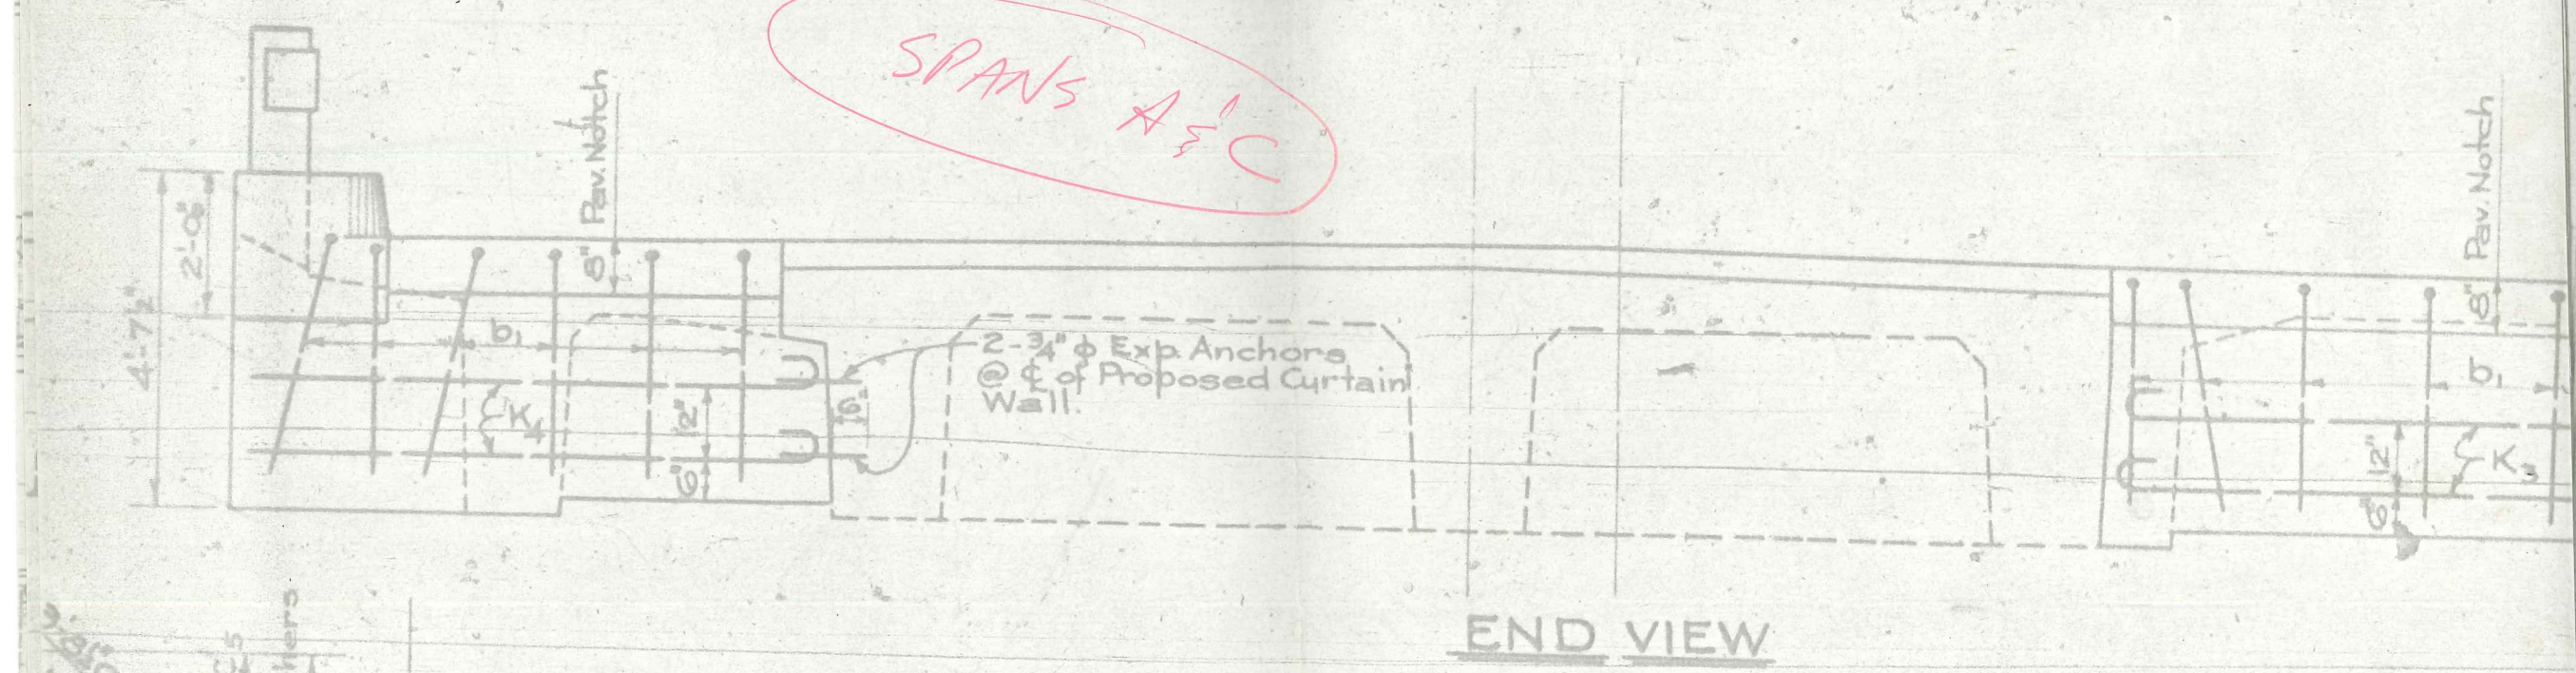 SPANS A & C
8" Pav. Notch
8" Pav. Notch
2'-0"
4'-7½"
b₁
2-¾" ϕ Exp. Anchors
@ ℄ of Proposed Curtain
Wall.
6"
K₄
12"
6"
b₁
K₃
12"
6"
END VIEW